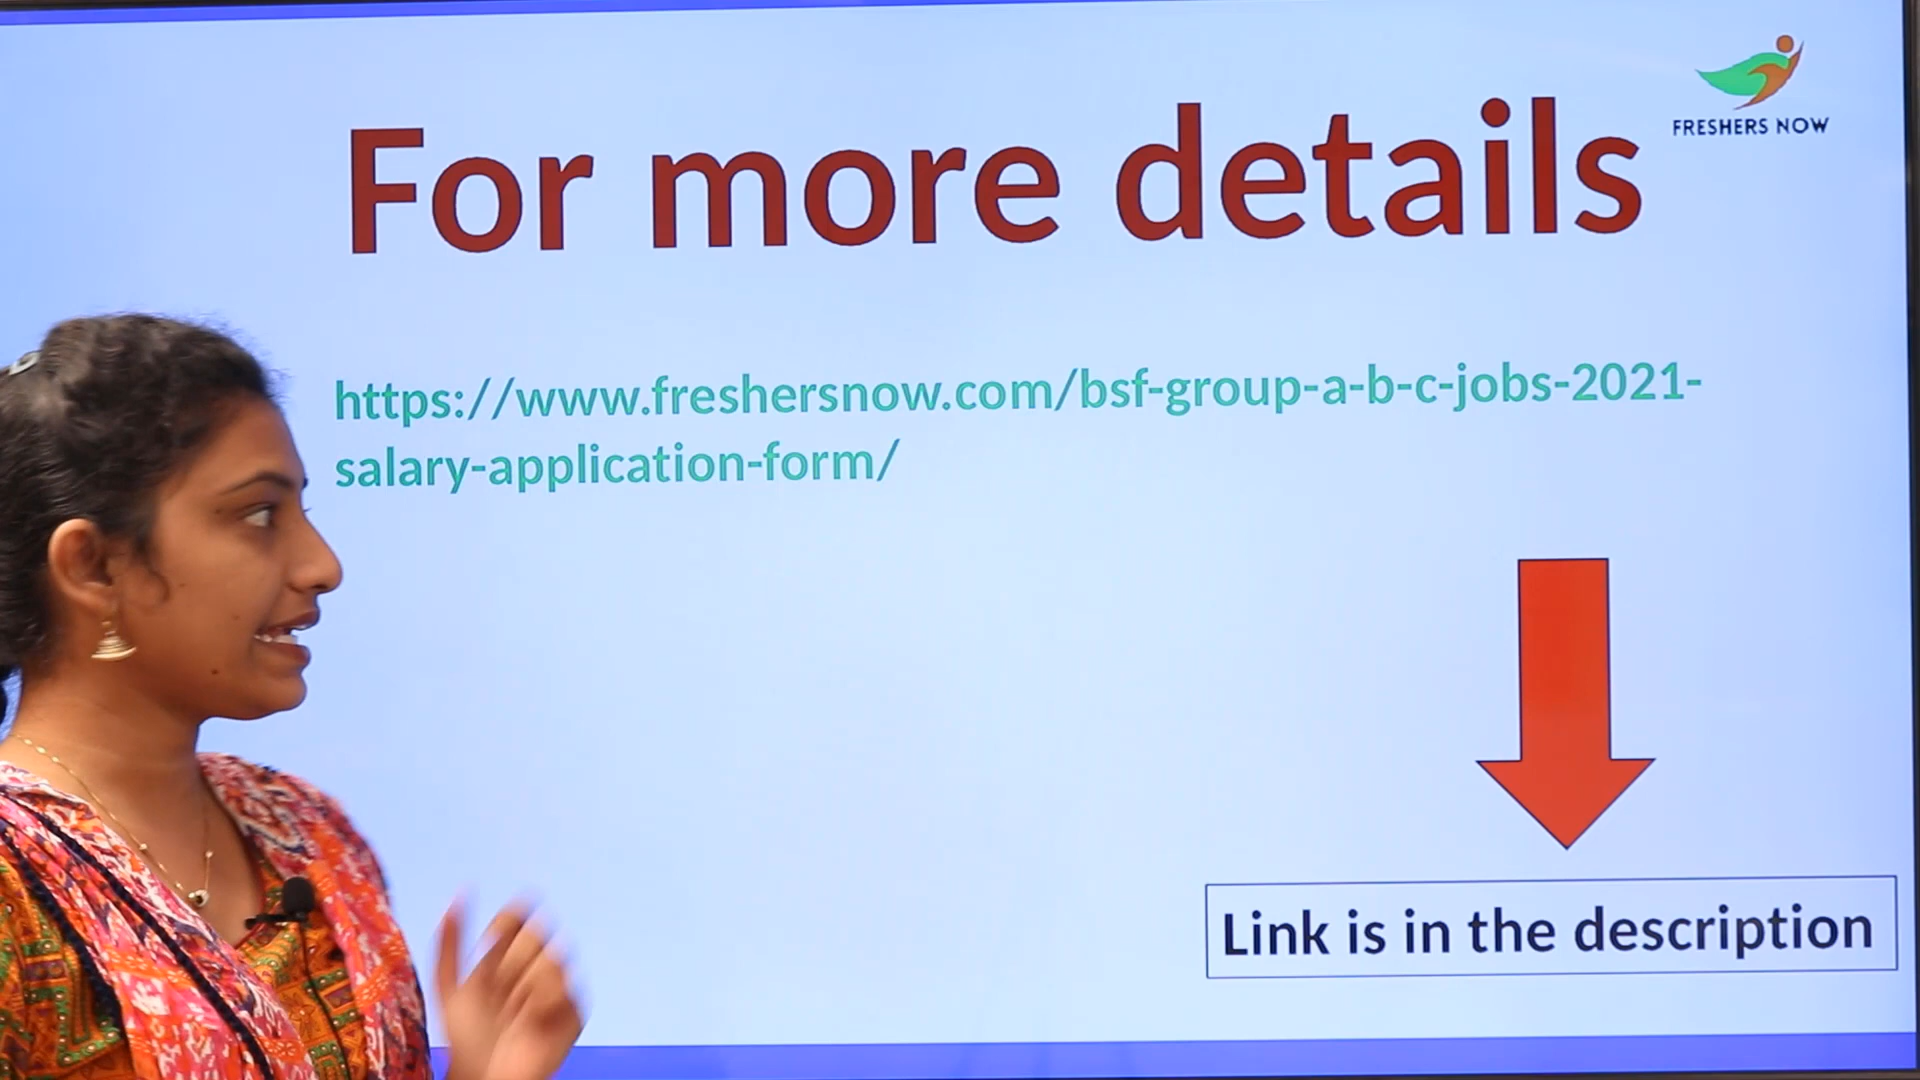 FRESHERS NOW
For more details
https://www.freshersnow.com/bsf-group-a-b-c-jobs-2021-
salary-application-form/
Link is in the description